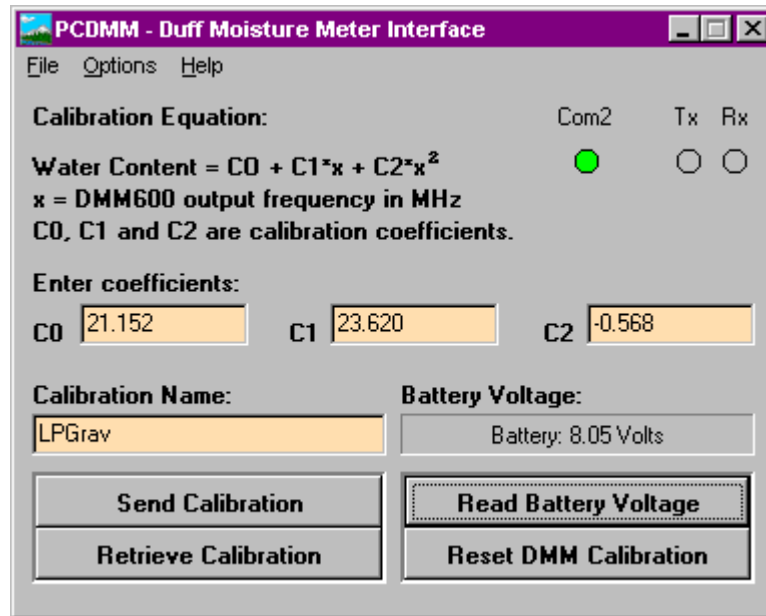 PCDMM - Duff Moisture Meter Interface
File Options Help
Calibration Equation:
Com2 Tx Rx
Water Content = C0 + C1*x + C2*x²
x = DMM600 output frequency in MHz
C0, C1 and C2 are calibration coefficients.
Enter coefficients:
C0 21.152 C1 23.620 C2 -0.568
Calibration Name: Battery Voltage:
LPGrav Battery: 8.05 Volts
Send Calibration Read Battery Voltage
Retrieve Calibration Reset DMM Calibration